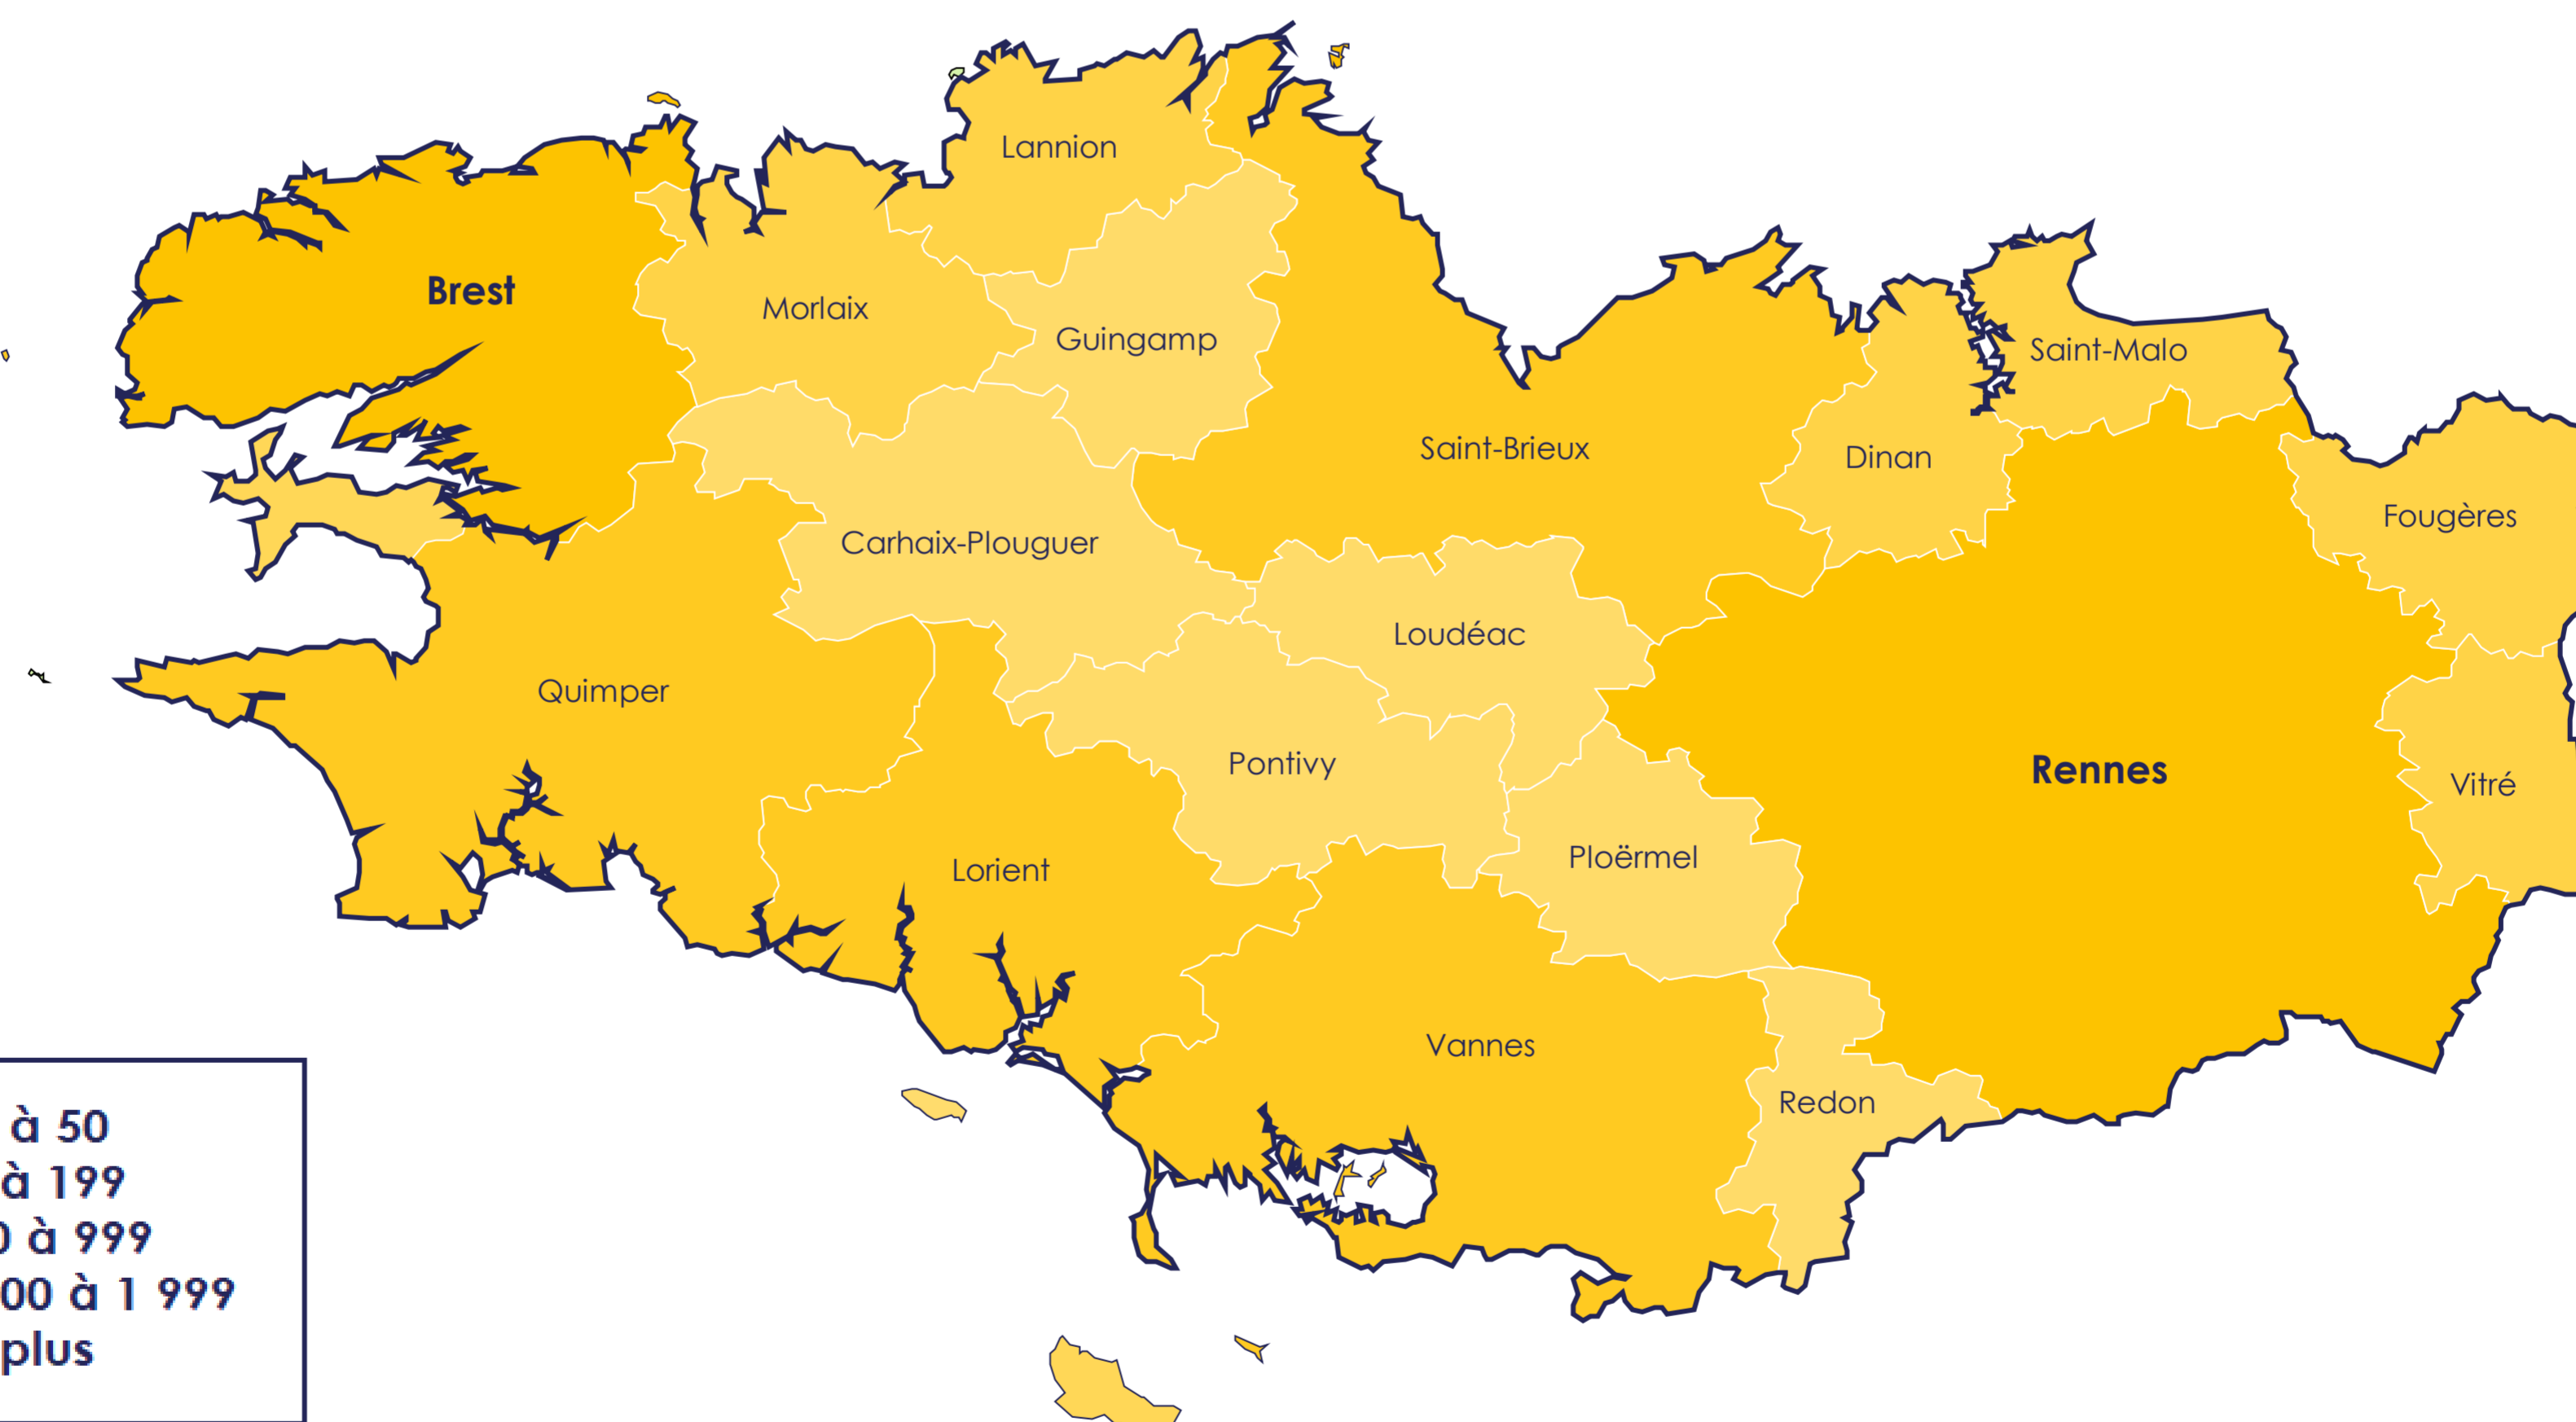 Lannion
Brest
Morlaix
Guingamp
Saint-Malo
Saint-Brieux
Dinan
Fougères
Carhaix-Plouguer
Loudéac
Quimper
Pontivy
Rennes
Vitré
Ploërmel
Lorient
Vannes
Redon
à 50
à 199
0 à 999
00 à 1 999
plus